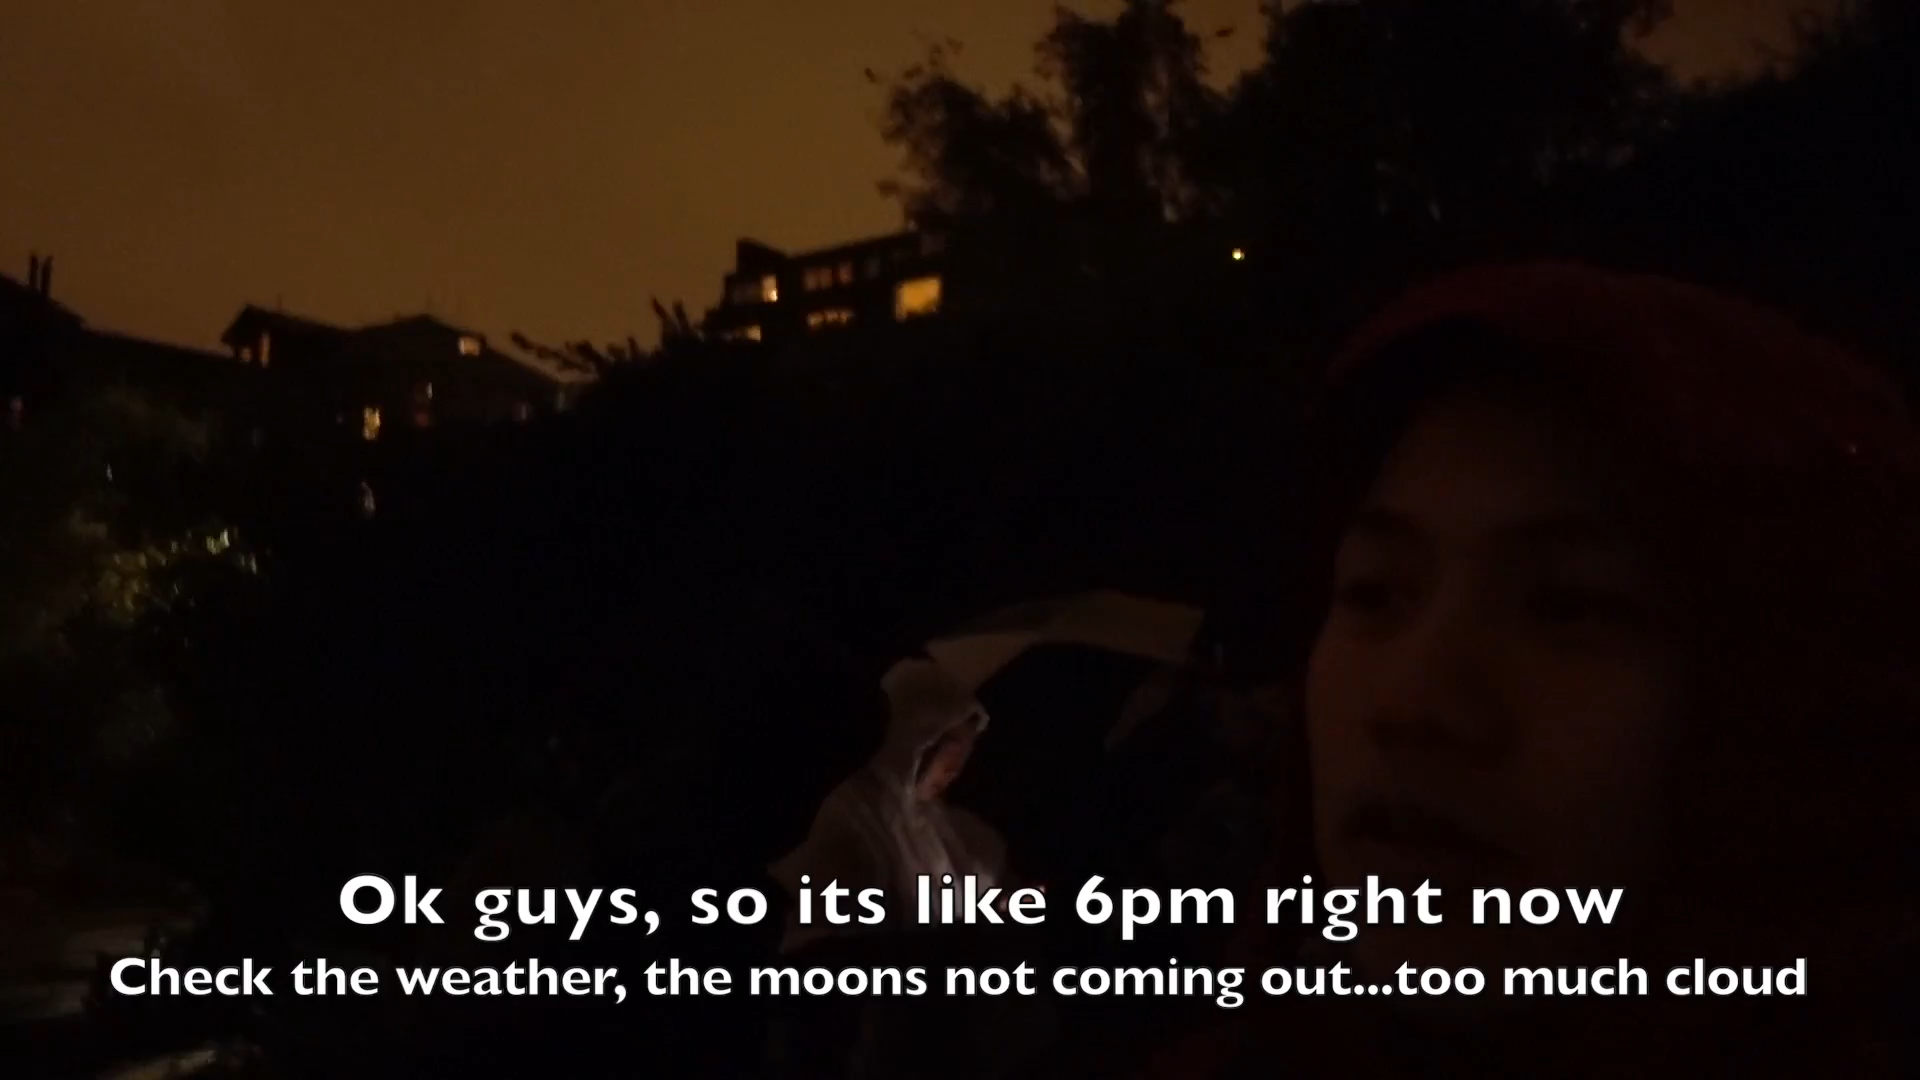 Ok guys, so its like 6pm right now
Check the weather, the moons not coming out...too much cloud